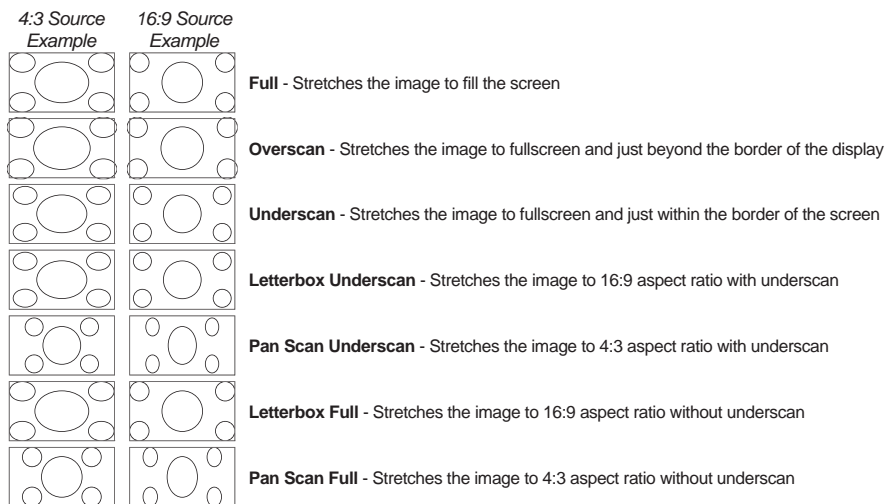 4:3 Source
Example
16:9 Source
Example
Full - Stretches the image to fill the screen
Overscan - Stretches the image to fullscreen and just beyond the border of the display
Underscan - Stretches the image to fullscreen and just within the border of the screen
Letterbox Underscan - Stretches the image to 16:9 aspect ratio with underscan
Pan Scan Underscan - Stretches the image to 4:3 aspect ratio with underscan
Letterbox Full - Stretches the image to 16:9 aspect ratio without underscan
Pan Scan Full - Stretches the image to 4:3 aspect ratio without underscan